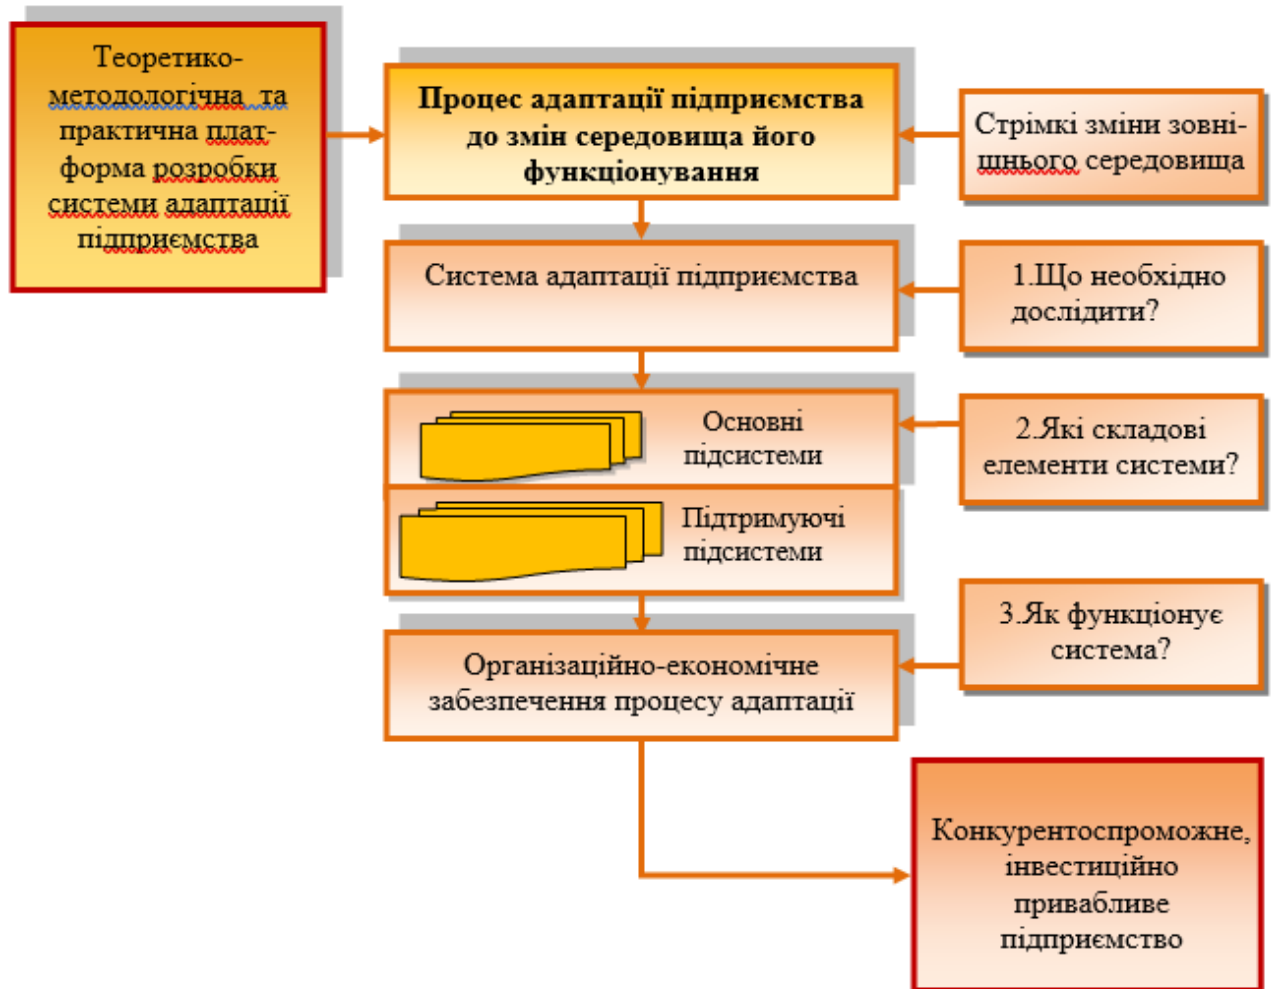 Теоретико-
методологічна та
практична плат-
форма розробки
системи адаптації
підприємства
Процес адаптації підприємства
до змін середовища його
функціонування
Стрімкі зміни зовні-
шнього середовища
Система адаптації підприємства
1.Що необхідно
дослідити?
Основні
підсистеми
2.Які складові
елементи системи?
Підтримуючі
підсистеми
3.Як функціонує
система?
Організаційно-економічне
забезпечення процесу адаптації
Конкурентоспроможне,
інвестиційно
привабливе
підприємство